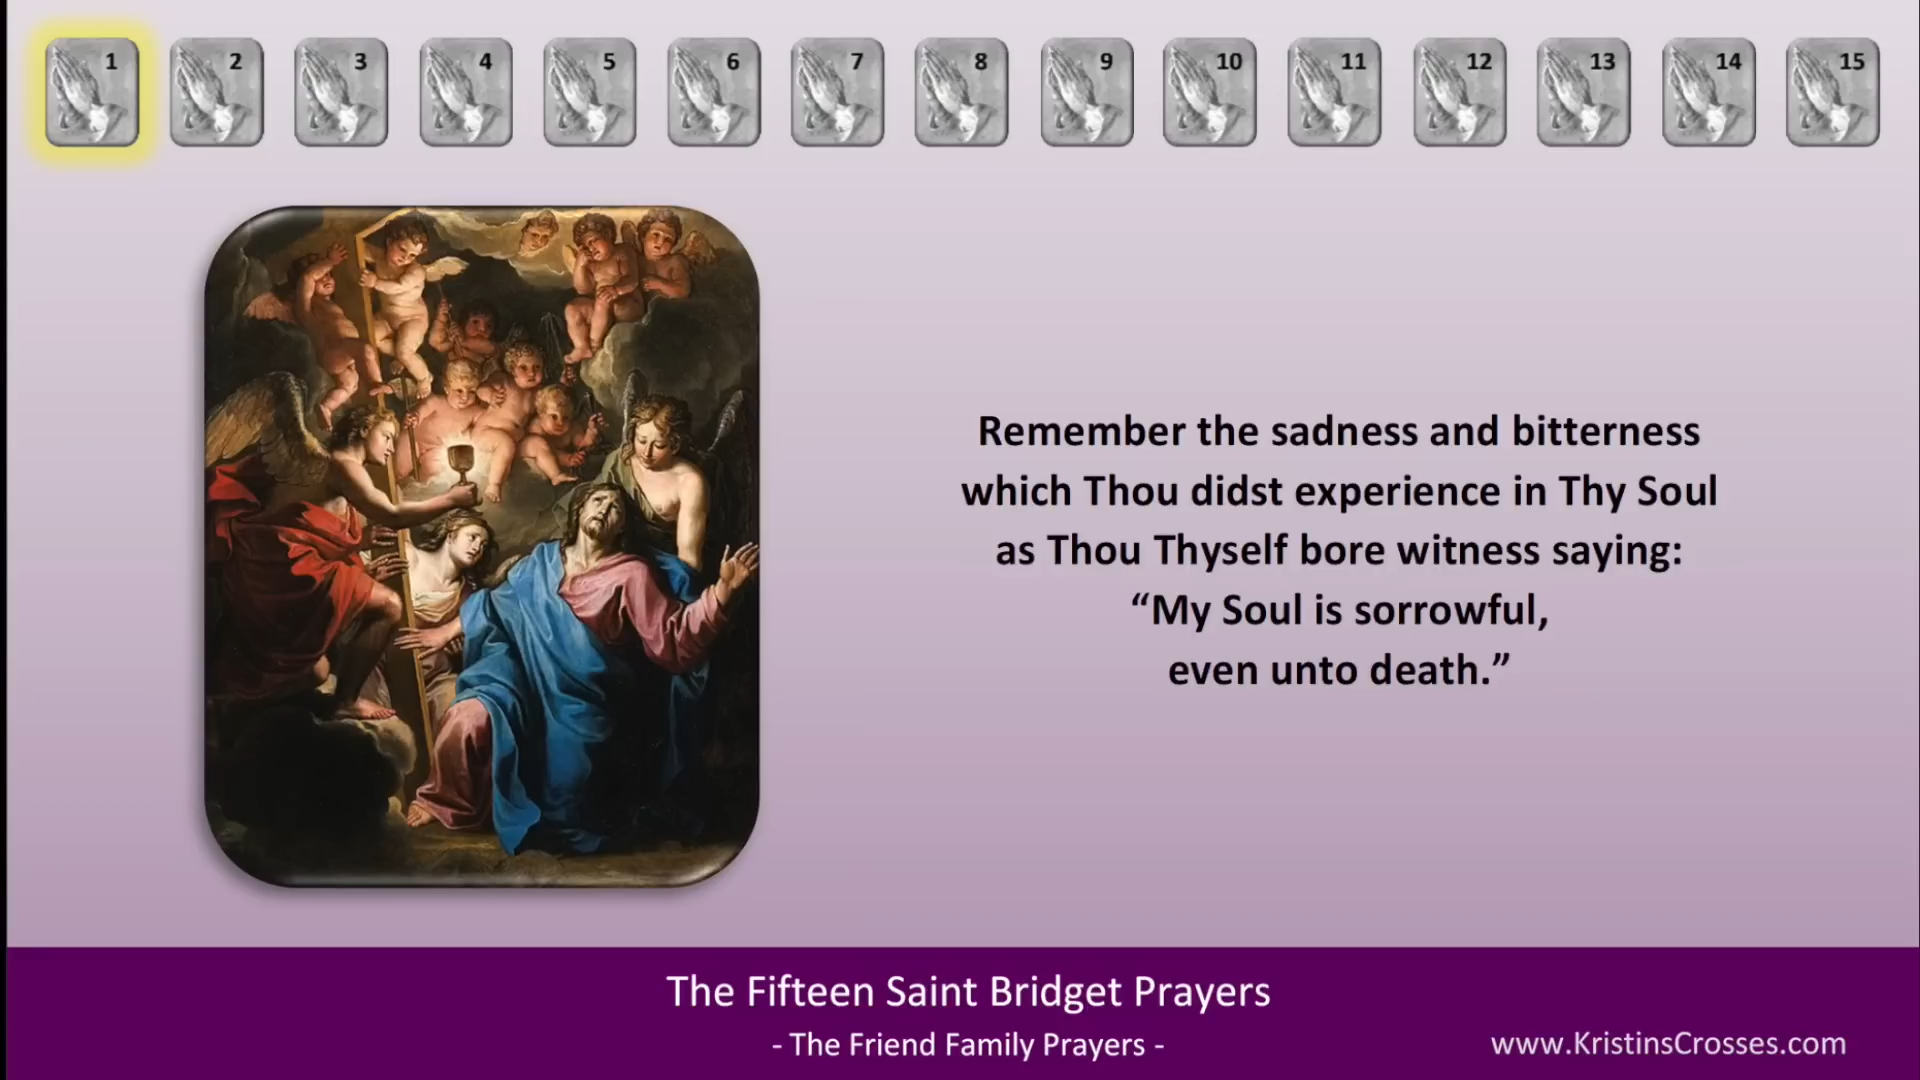 1 2 3 4 5 6 7 8 9 10 11 12 13 14 15
Remember the sadness and bitterness
which Thou didst experience in Thy Soul
as Thou Thyself bore witness saying:
“My Soul is sorrowful,
even unto death.”
The Fifteen Saint Bridget Prayers
- The Friend Family Prayers -
www.KristinsCrosses.com